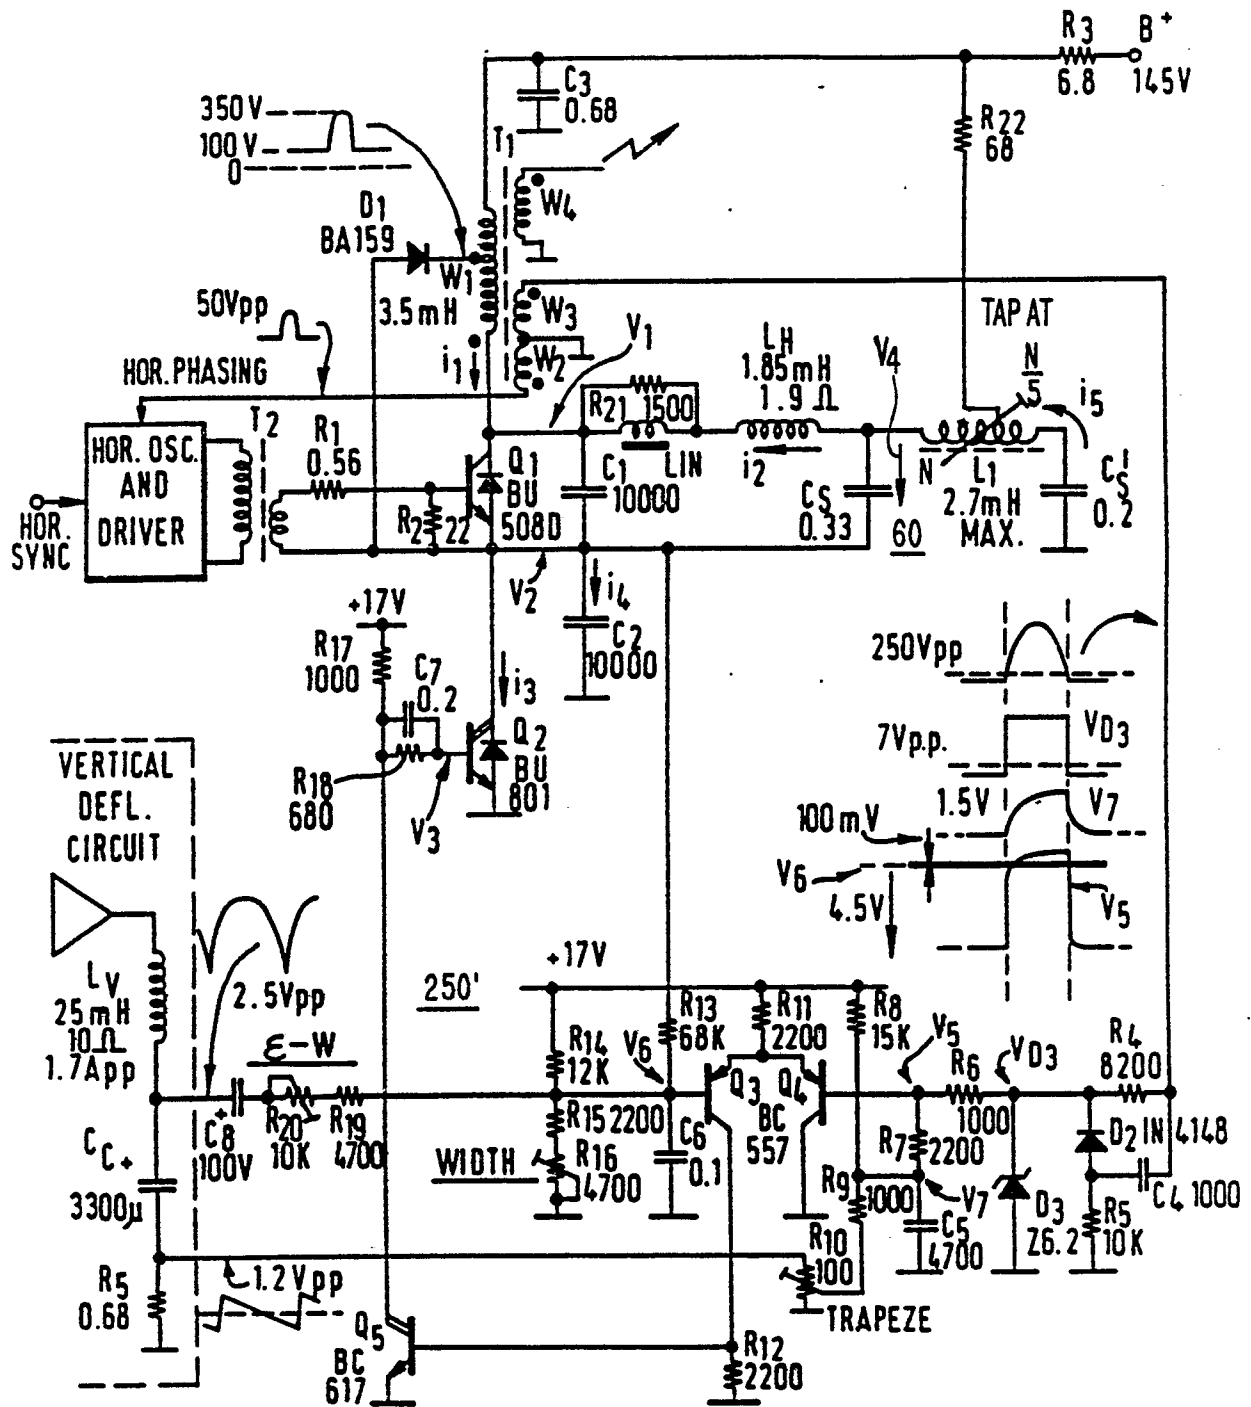 R3
6.8
B+
145V
C3
0.68
350V
100V
0
T1
R22
68
W4
D1
BA159
W1
3.5mH
W3
W2
50Vpp
i1
V1
TAP AT
N
5
i5
LH
1.85mH
1.9 Ω
V4
HOR. PHASING
R21 1500
T2
R1
0.56
HOR. OSC.
AND
DRIVER
HOR.
SYNC
Q1
BU
508D
R2 22
C1
10000
LIN
i2
CS
0.33
60
N
L1
2.7mH
MAX.
CS'
0.2
V2
i4
C2
10000
+17V
R17
1000
C7
0.2
i3
Q2
BU
801
R18
680
V3
250Vpp
7Vp.p.
VD3
1.5V
V7
100mV
V6
4.5V
V5
VERTICAL
DEFL.
CIRCUIT
LV
25mH
10Ω
1.7App
2.5Vpp
250'
+17V
E-W
R14
12K
V6
R13
68K
R11
2200
R8
15K
V5
R6
1000
VD3
R4
8200
Q3
Q4
BC
557
CC+
3300µ
C8
+
100V
R20
10K
R19
4700
R15 2200
WIDTH
R16
4700
C6
0.1
R7
2200
D2 IN 4148
R9
1000
V7
C5
4700
D3
Z6.2
R5
10K
C4 1000
R10
100
TRAPEZE
R5
0.68
1.2Vpp
Q5
BC
617
R12
2200